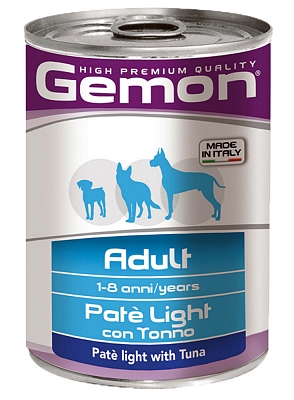 HIGH PREMIUM QUALITY
Gemon®
MADE
IN ITALY
Adult
1-8 anni/years
Patè Light
con Tonno
Patè light with Tuna